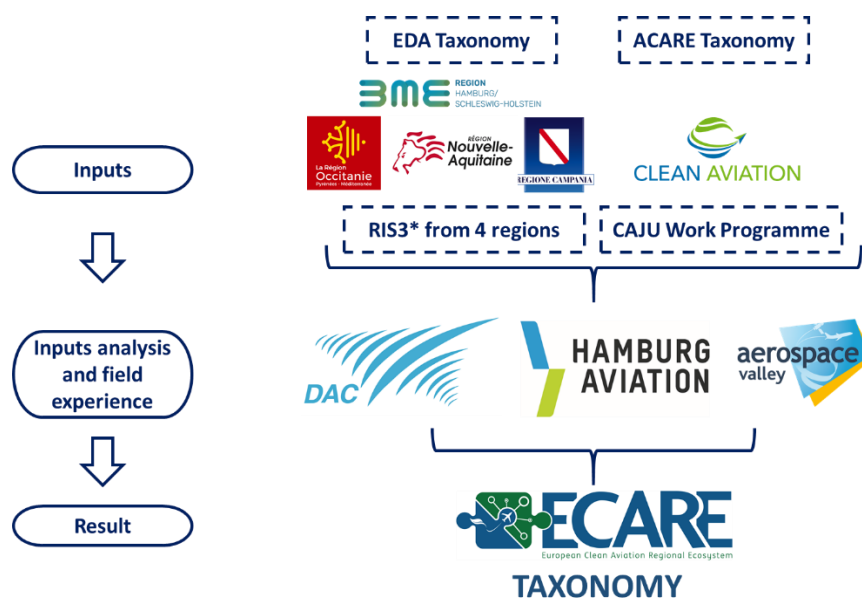 EDA Taxonomy
ACARE Taxonomy
REGION
HAMBURG/
SCHLESWIG-HOLSTEIN
Inputs
La Région
Occitanie
Pyrénées - Méditerranée
RÉGION
Nouvelle-
Aquitaine
REGIONE CAMPANIA
CLEAN AVIATION
RIS3* from 4 regions
CAJU Work Programme
Inputs analysis
and field
experience
DAC
HAMBURG
AVIATION
aerospace
valley
Result
ECARE
European Clean Aviation Regional Ecosystem
TAXONOMY